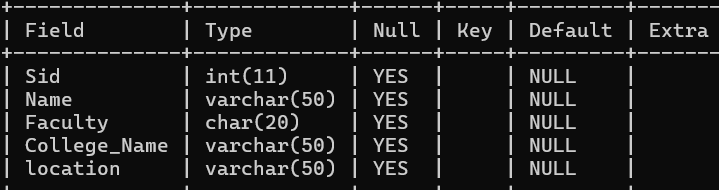 | Field | Type | Null | Key | Default | Extra
| Sid | int(11) | YES | | NULL |
| Name | varchar(50) | YES | | NULL |
| Faculty | char(20) | YES | | NULL |
| College_Name | varchar(50) | YES | | NULL |
| location | varchar(50) | YES | | NULL |